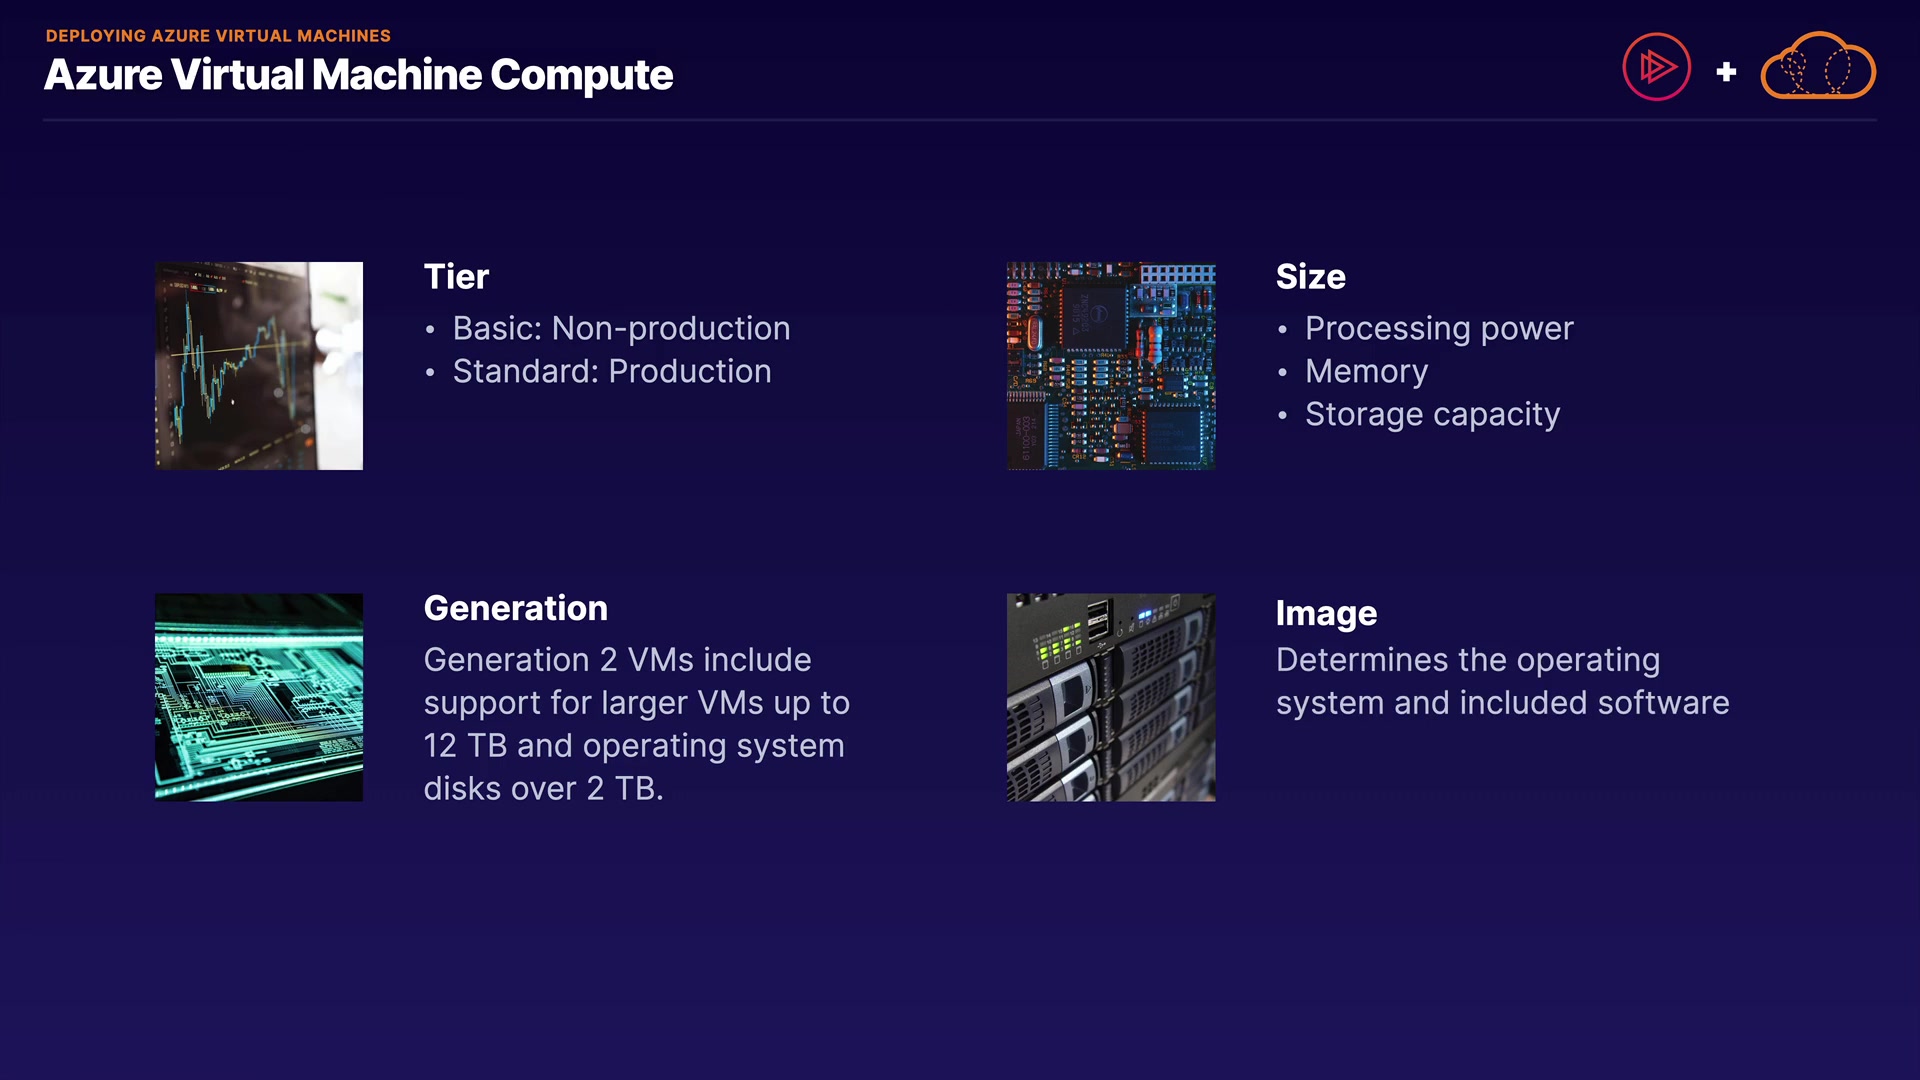 DEPLOYING AZURE VIRTUAL MACHINES
Azure Virtual Machine Compute
Tier
• Basic: Non-production
• Standard: Production
Size
• Processing power
• Memory
• Storage capacity
Generation
Generation 2 VMs include
support for larger VMs up to
12 TB and operating system
disks over 2 TB.
Image
Determines the operating
system and included software